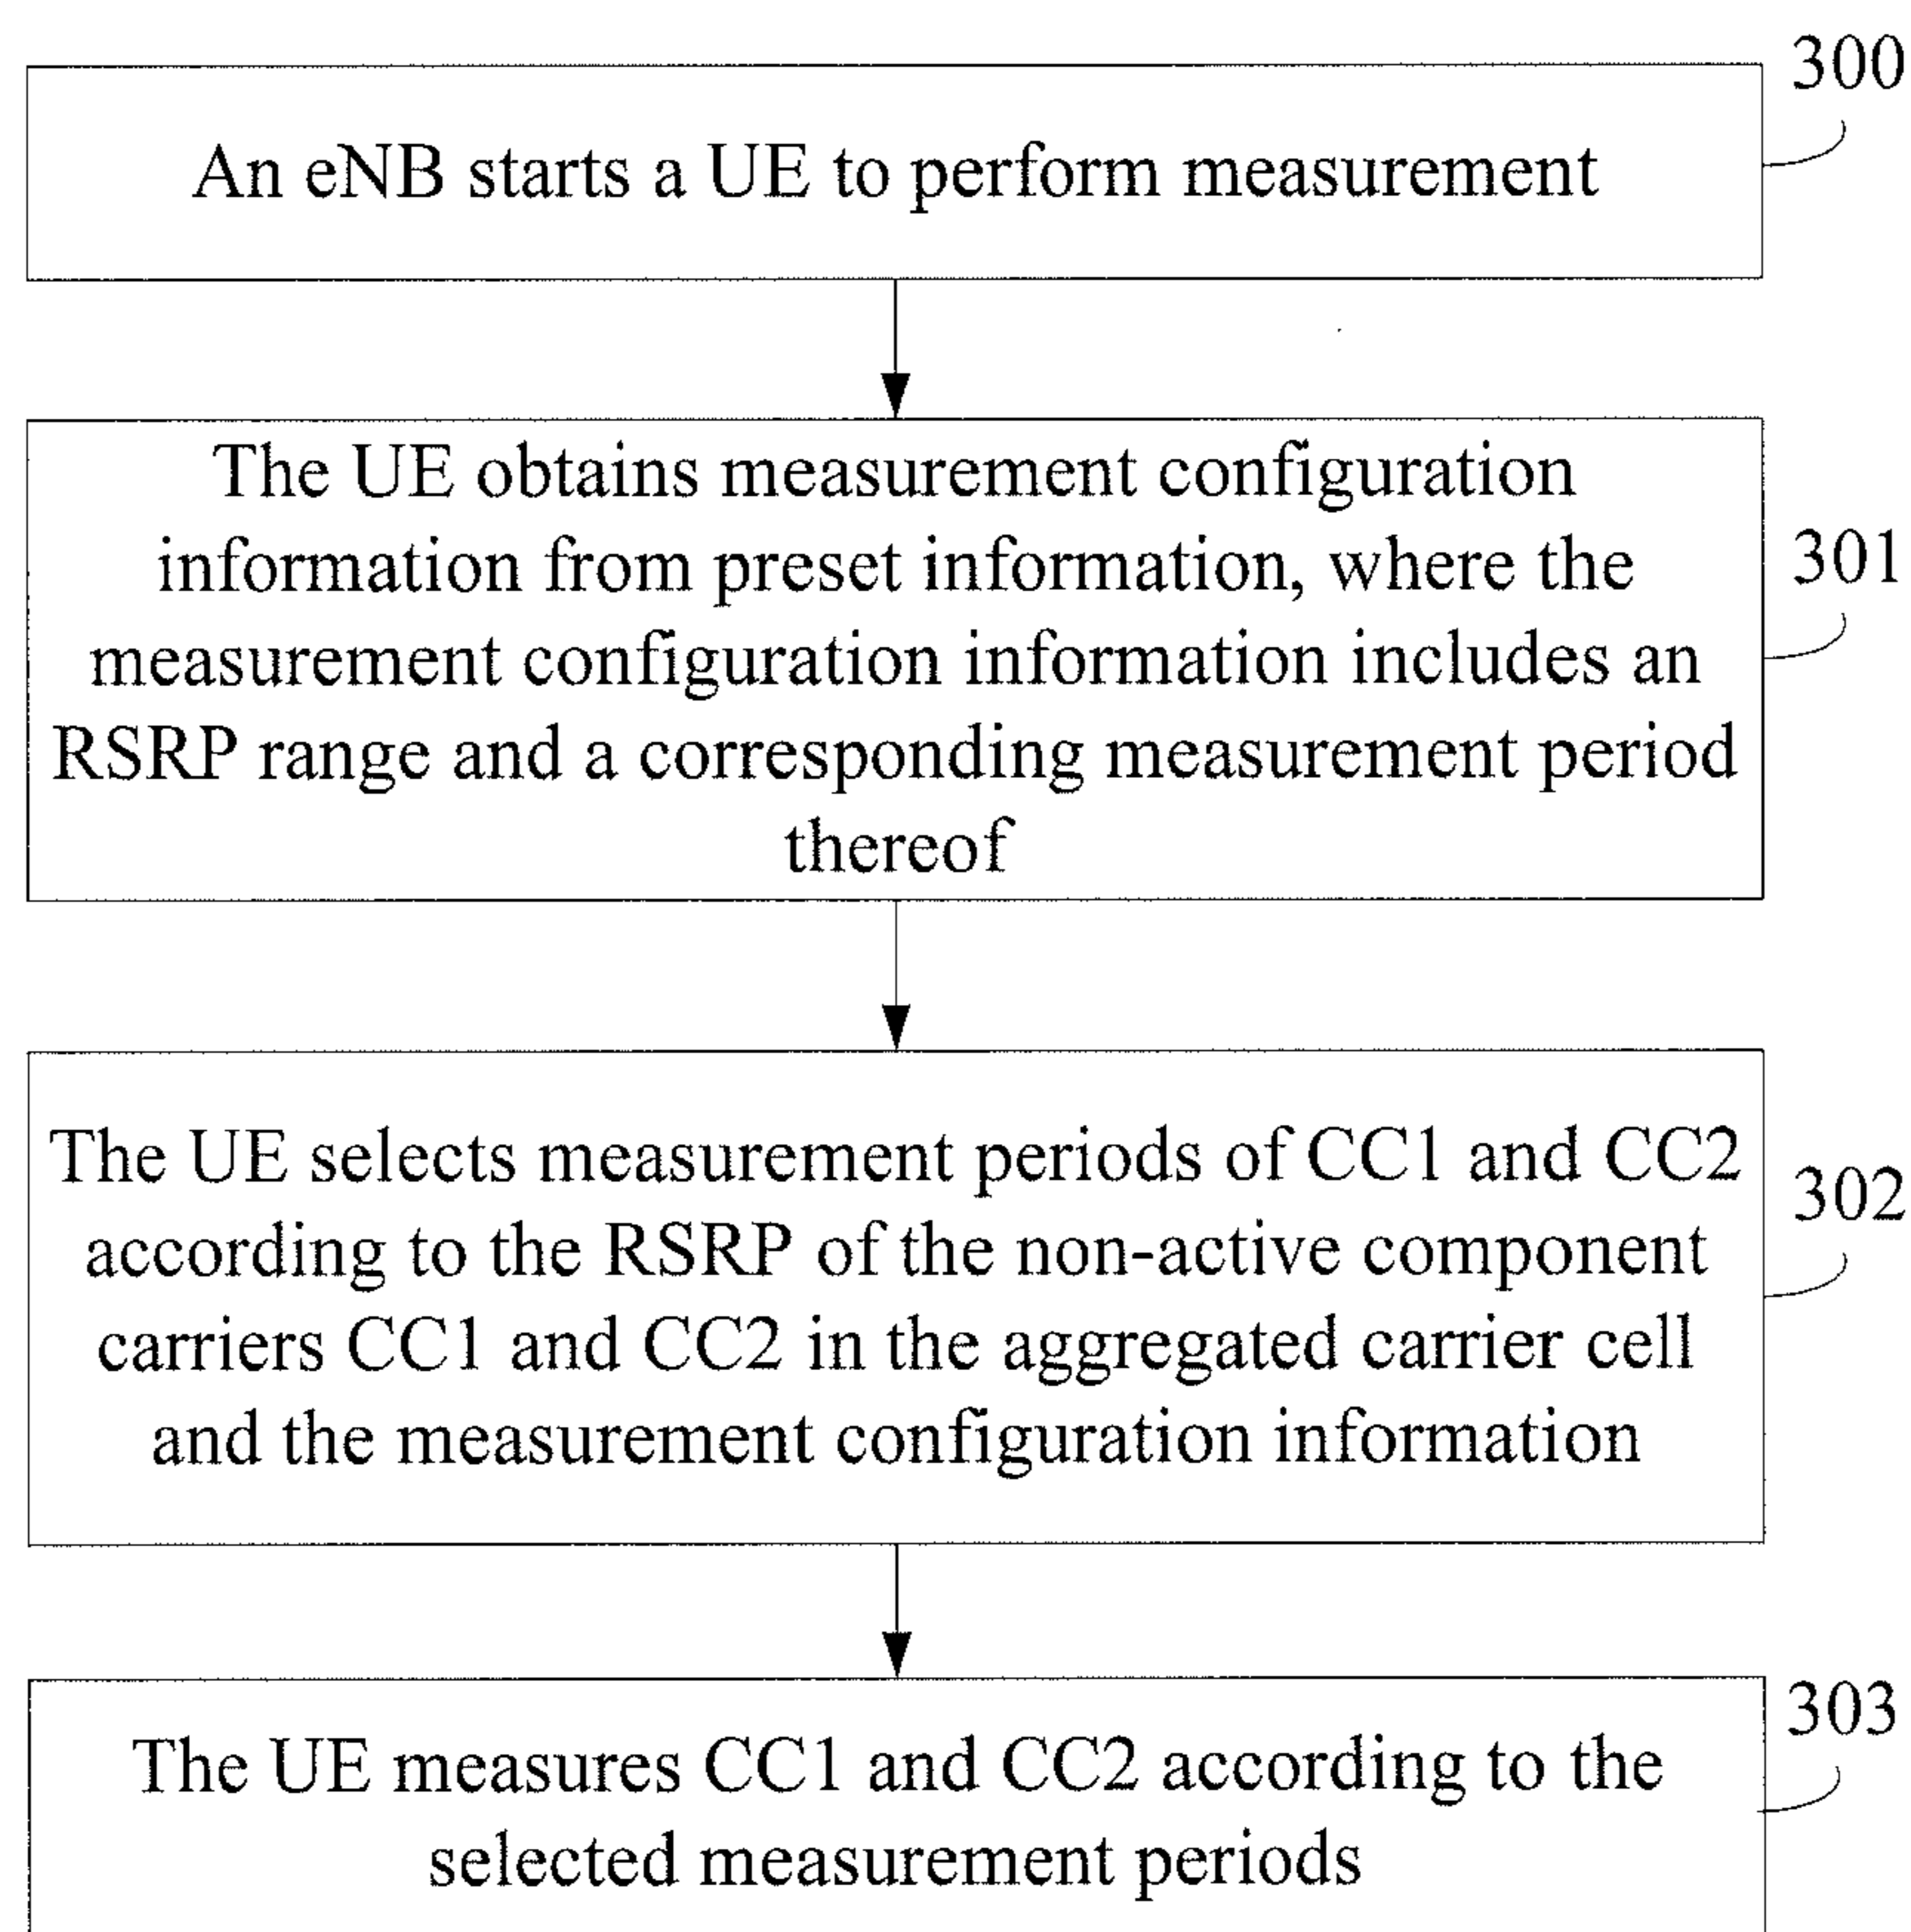 300
An eNB starts a UE to perform measurement
The UE obtains measurement configuration
information from preset information, where the
301
measurement configuration information includes an
RSRP range and a corresponding measurement period
thereof
The UE selects measurement periods of CC1 and CC2
302
according to the RSRP of the non-active component
carriers CC1 and CC2 in the aggregated carrier cell
and the measurement configuration information
303
The UE measures CC1 and CC2 according to the
selected measurement periods